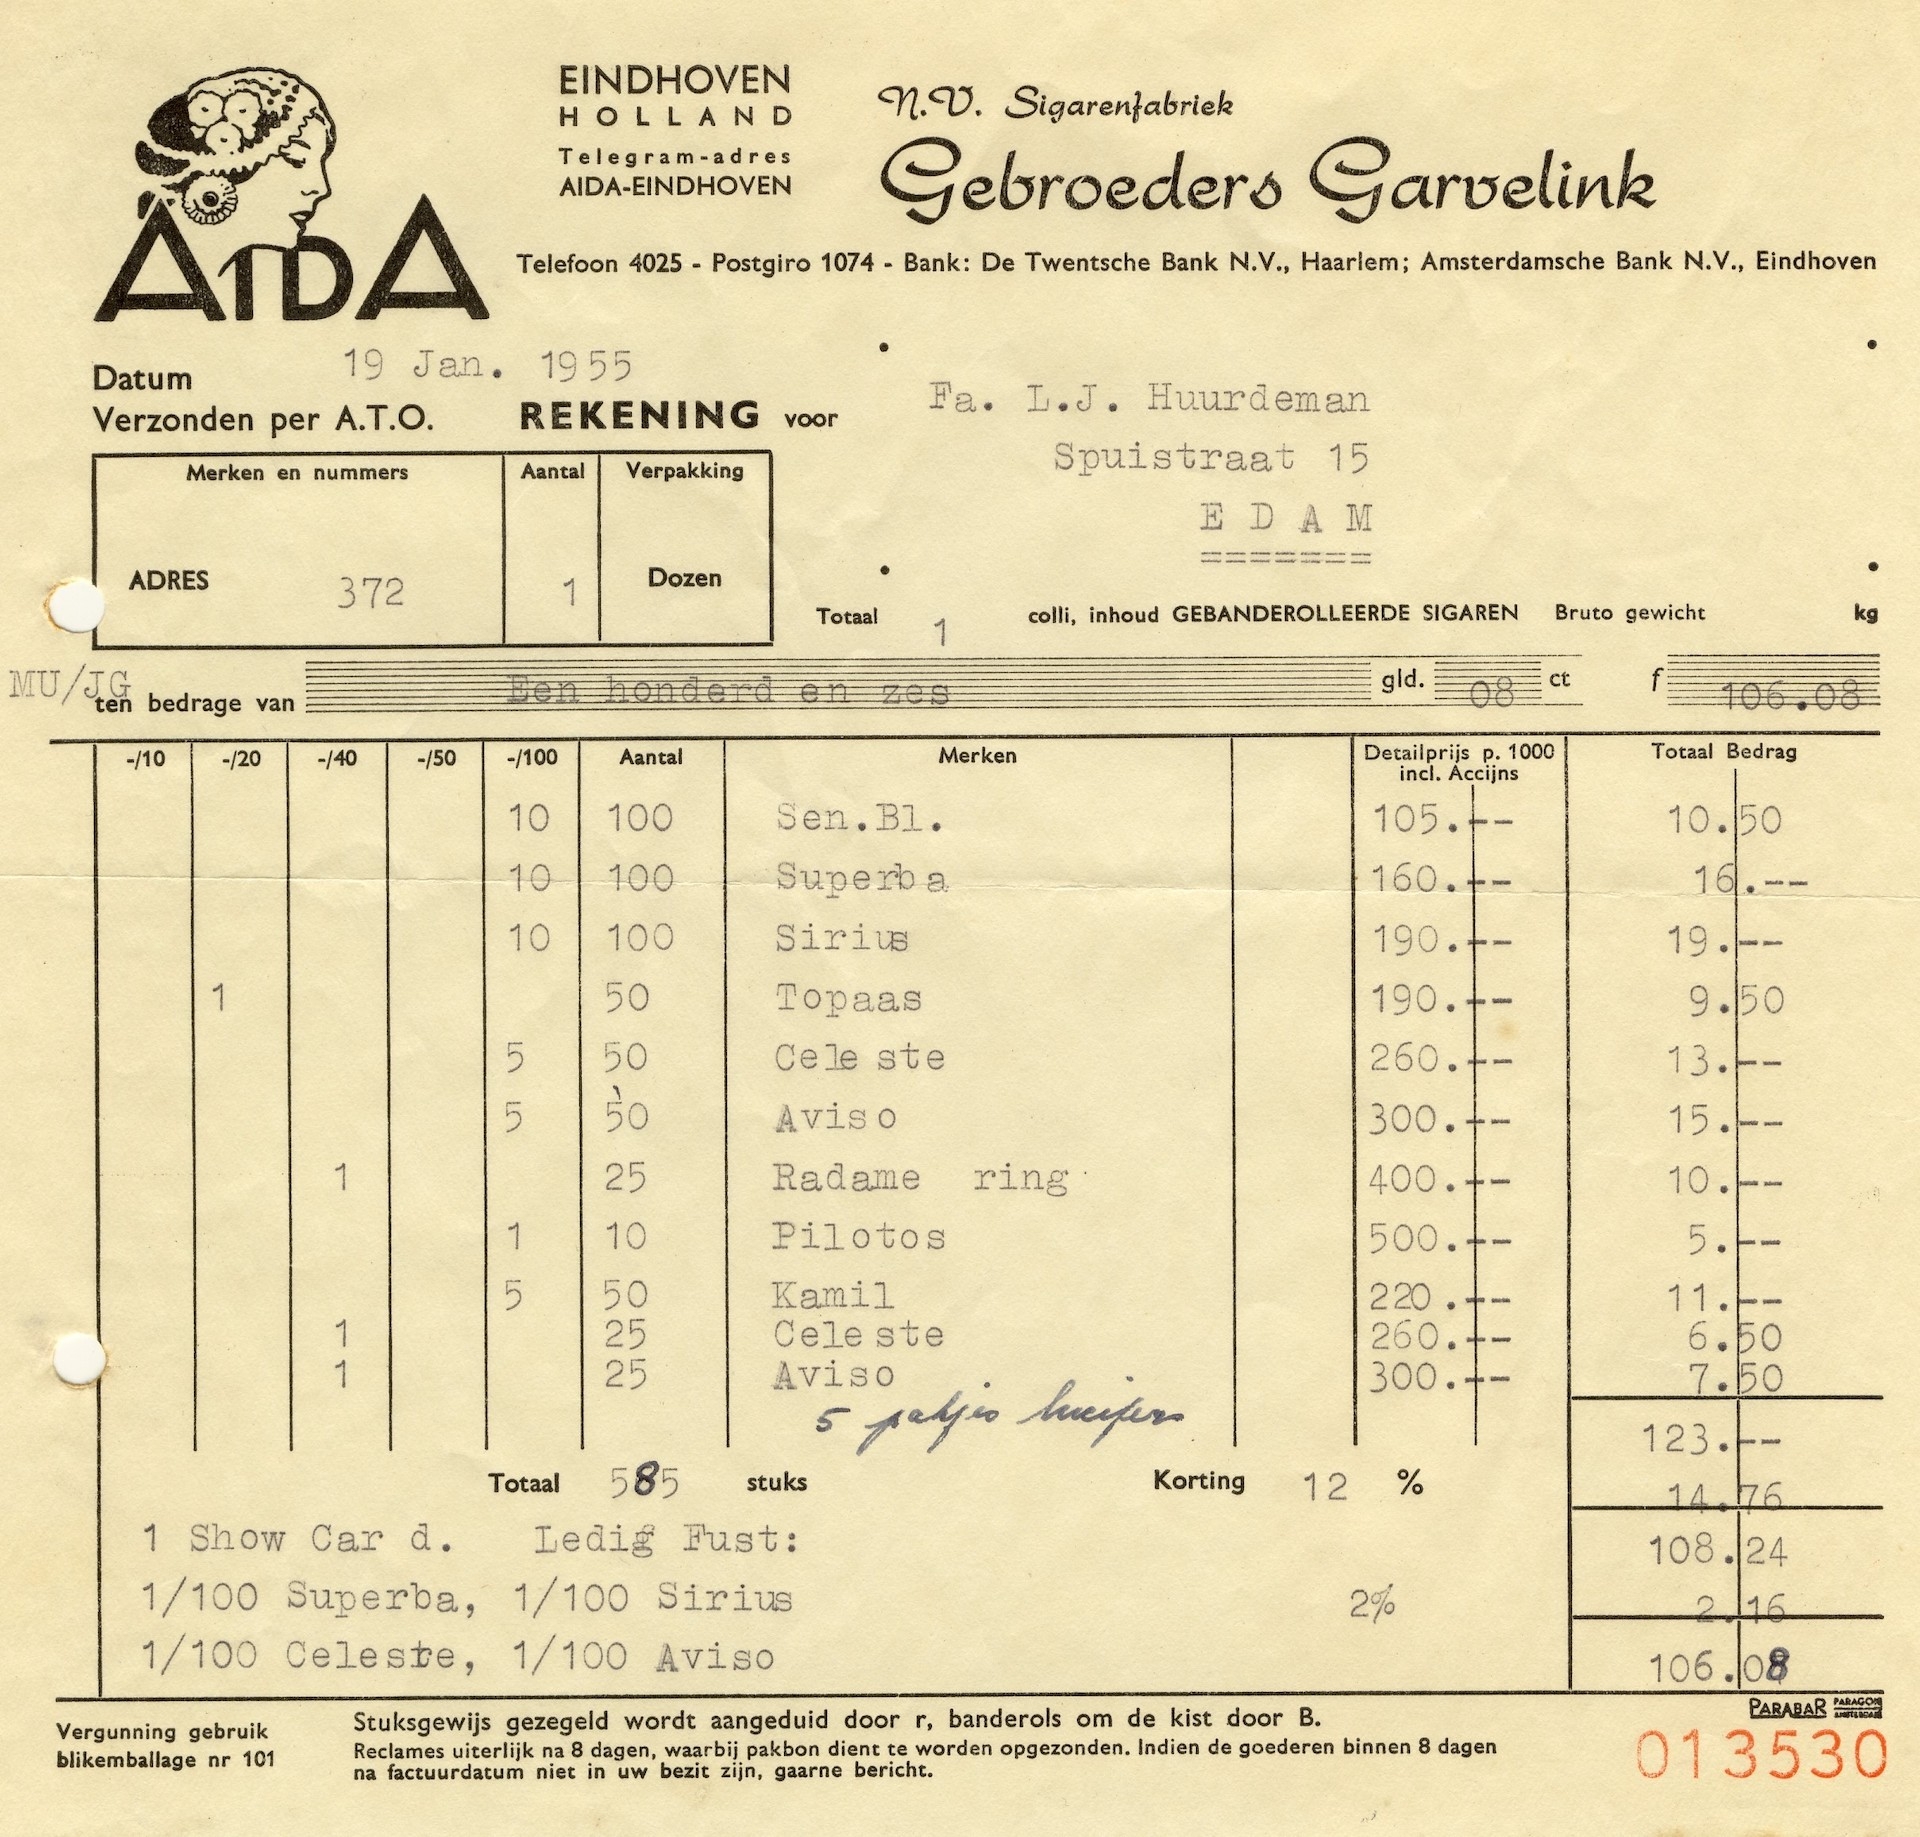 AIDA
EINDHOVEN
HOLLAND
Telegram-adres
AIDA-EINDHOVEN
N.V. Sigarenfabriek
Gebroeders Garvelink
Telefoon 4025 - Postgiro 1074 - Bank: De Twentsche Bank N.V., Haarlem; Amsterdamsche Bank N.V., Eindhoven
Datum 19 Jan. 1955
Verzonden per A.T.O. REKENING voor
Fa. L.J. Huurdeman
Spuistraat 15
E D A M
=======
Merken en nummers Aantal Verpakking
ADRES 372 1 Dozen
Totaal 1 colli, inhoud GEBANDEROLLEERDE SIGAREN Bruto gewicht kg
MU/JG
ten bedrage van Een honderd en zes gld. 08 ct f 106.08
-/10 -/20 -/40 -/50 -/100 Aantal Merken Detailprijs p. 1000 incl. Accijns Totaal Bedrag
10 100 Sen.Bl. 105.-- 10.50
10 100 Superba 160.-- 16.--
10 100 Sirius 190.-- 19.--
1 50 Topaas 190.-- 9.50
5 50 Celeste 260.-- 13.--
5 50 Aviso 300.-- 15.--
1 25 Radame ring 400.-- 10.--
1 10 Pilotos 500.-- 5.--
5 50 Kamil 220.-- 11.--
1 25 Celeste 260.-- 6.50
1 25 Aviso 300.-- 7.50
5 pakjes lucifers
123.--
Totaal 585 stuks Korting 12 % 14.76
1 Show Car d. Ledig Fust: 108.24
1/100 Superba, 1/100 Sirius 2% 2.16
1/100 Celeste, 1/100 Aviso 106.08
PARABAR PARAGON AMSTERDAM
Vergunning gebruik
blikemballage nr 101
Stuksgewijs gezegeld wordt aangeduid door r, banderols om de kist door B.
Reclames uiterlijk na 8 dagen, waarbij pakbon dient te worden opgezonden. Indien de goederen binnen 8 dagen
na factuurdatum niet in uw bezit zijn, gaarne bericht.
013530